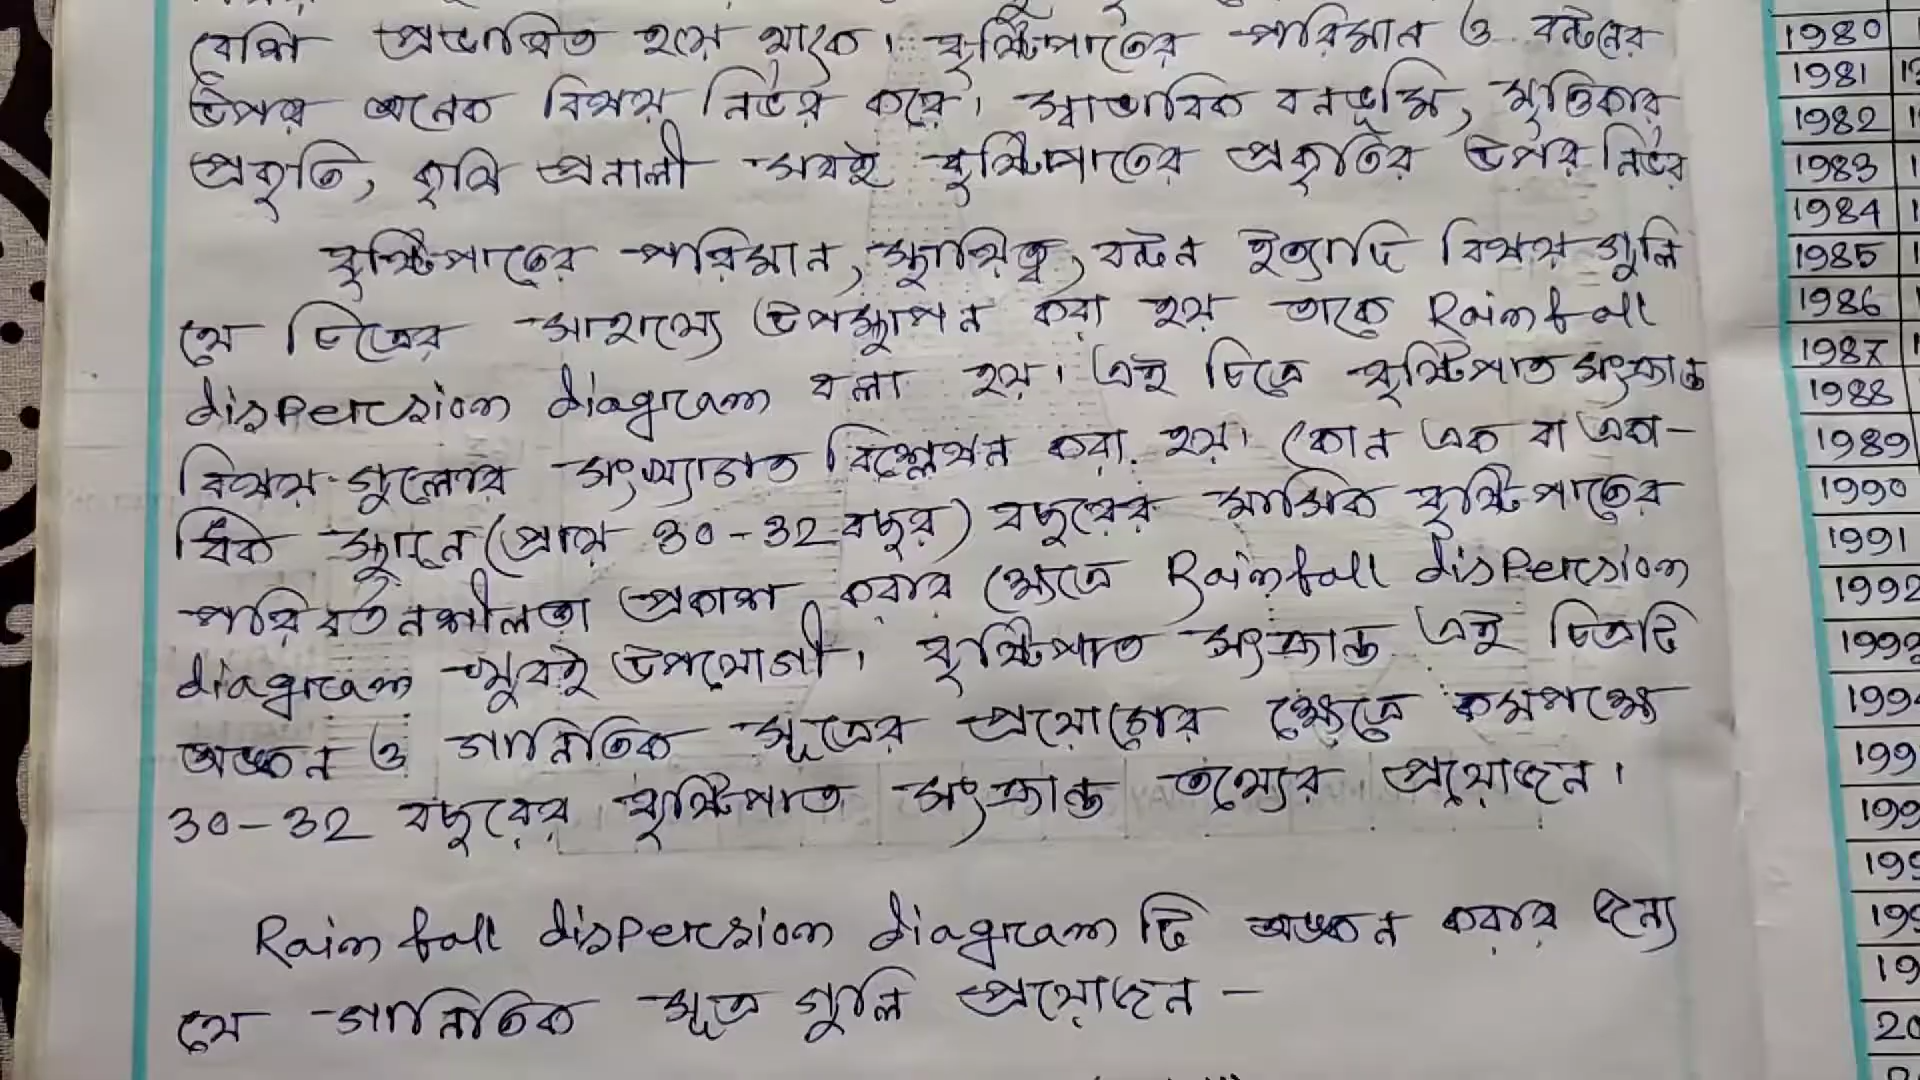 বেশি প্রভাবিত হয়ে থাকে। বৃষ্টিপাতের পরিমান ও বন্টনের
উপর অনেক বিষয় নির্ভর করে। স্বাভাবিক বনভূমি, মৃত্তিকার
প্রকৃতি, কৃষি প্রনালী সবই বৃষ্টিপাতের প্রকৃতির উপর নির্ভর
বৃষ্টিপাতের পরিমান, স্থায়িত্ব, বন্টন ইত্যাদি বিষয় গুলি
যে চিত্রের সাহায্যে উপস্থাপন করা হয় তাকে Rainfall
dispersion diagram বলা হয়। এই চিত্রে বৃষ্টিপাত সংক্রান্ত
বিষয় গুলোর সংখ্যাগত বিশ্লেষন করা হয়। কোন এক বা একা-
ধিক স্থানে (প্রায় 30-32 বছর) বছরের মাসিক বৃষ্টিপাতের
পরিবর্তনশীলতা প্রকাশ করার ক্ষেত্রে Rainfall dispersion
diagram খুবই উপযোগী। বৃষ্টিপাত সংক্রান্ত এই চিত্রটি
অঙ্কন ও গানিতিক সূত্রের প্রয়োগের ক্ষেত্রে কমপক্ষে
30-32 বছরের বৃষ্টিপাত সংক্রান্ত তথ্যের প্রয়োজন।
Rainfall dispersion diagram টি অঙ্কন করার জন্য
যে গানিতিক সূত্র গুলি প্রয়োজন -
1980
1981
1982
1983
1984
1985
1986
1987
1988
1989
1990
1991
1992